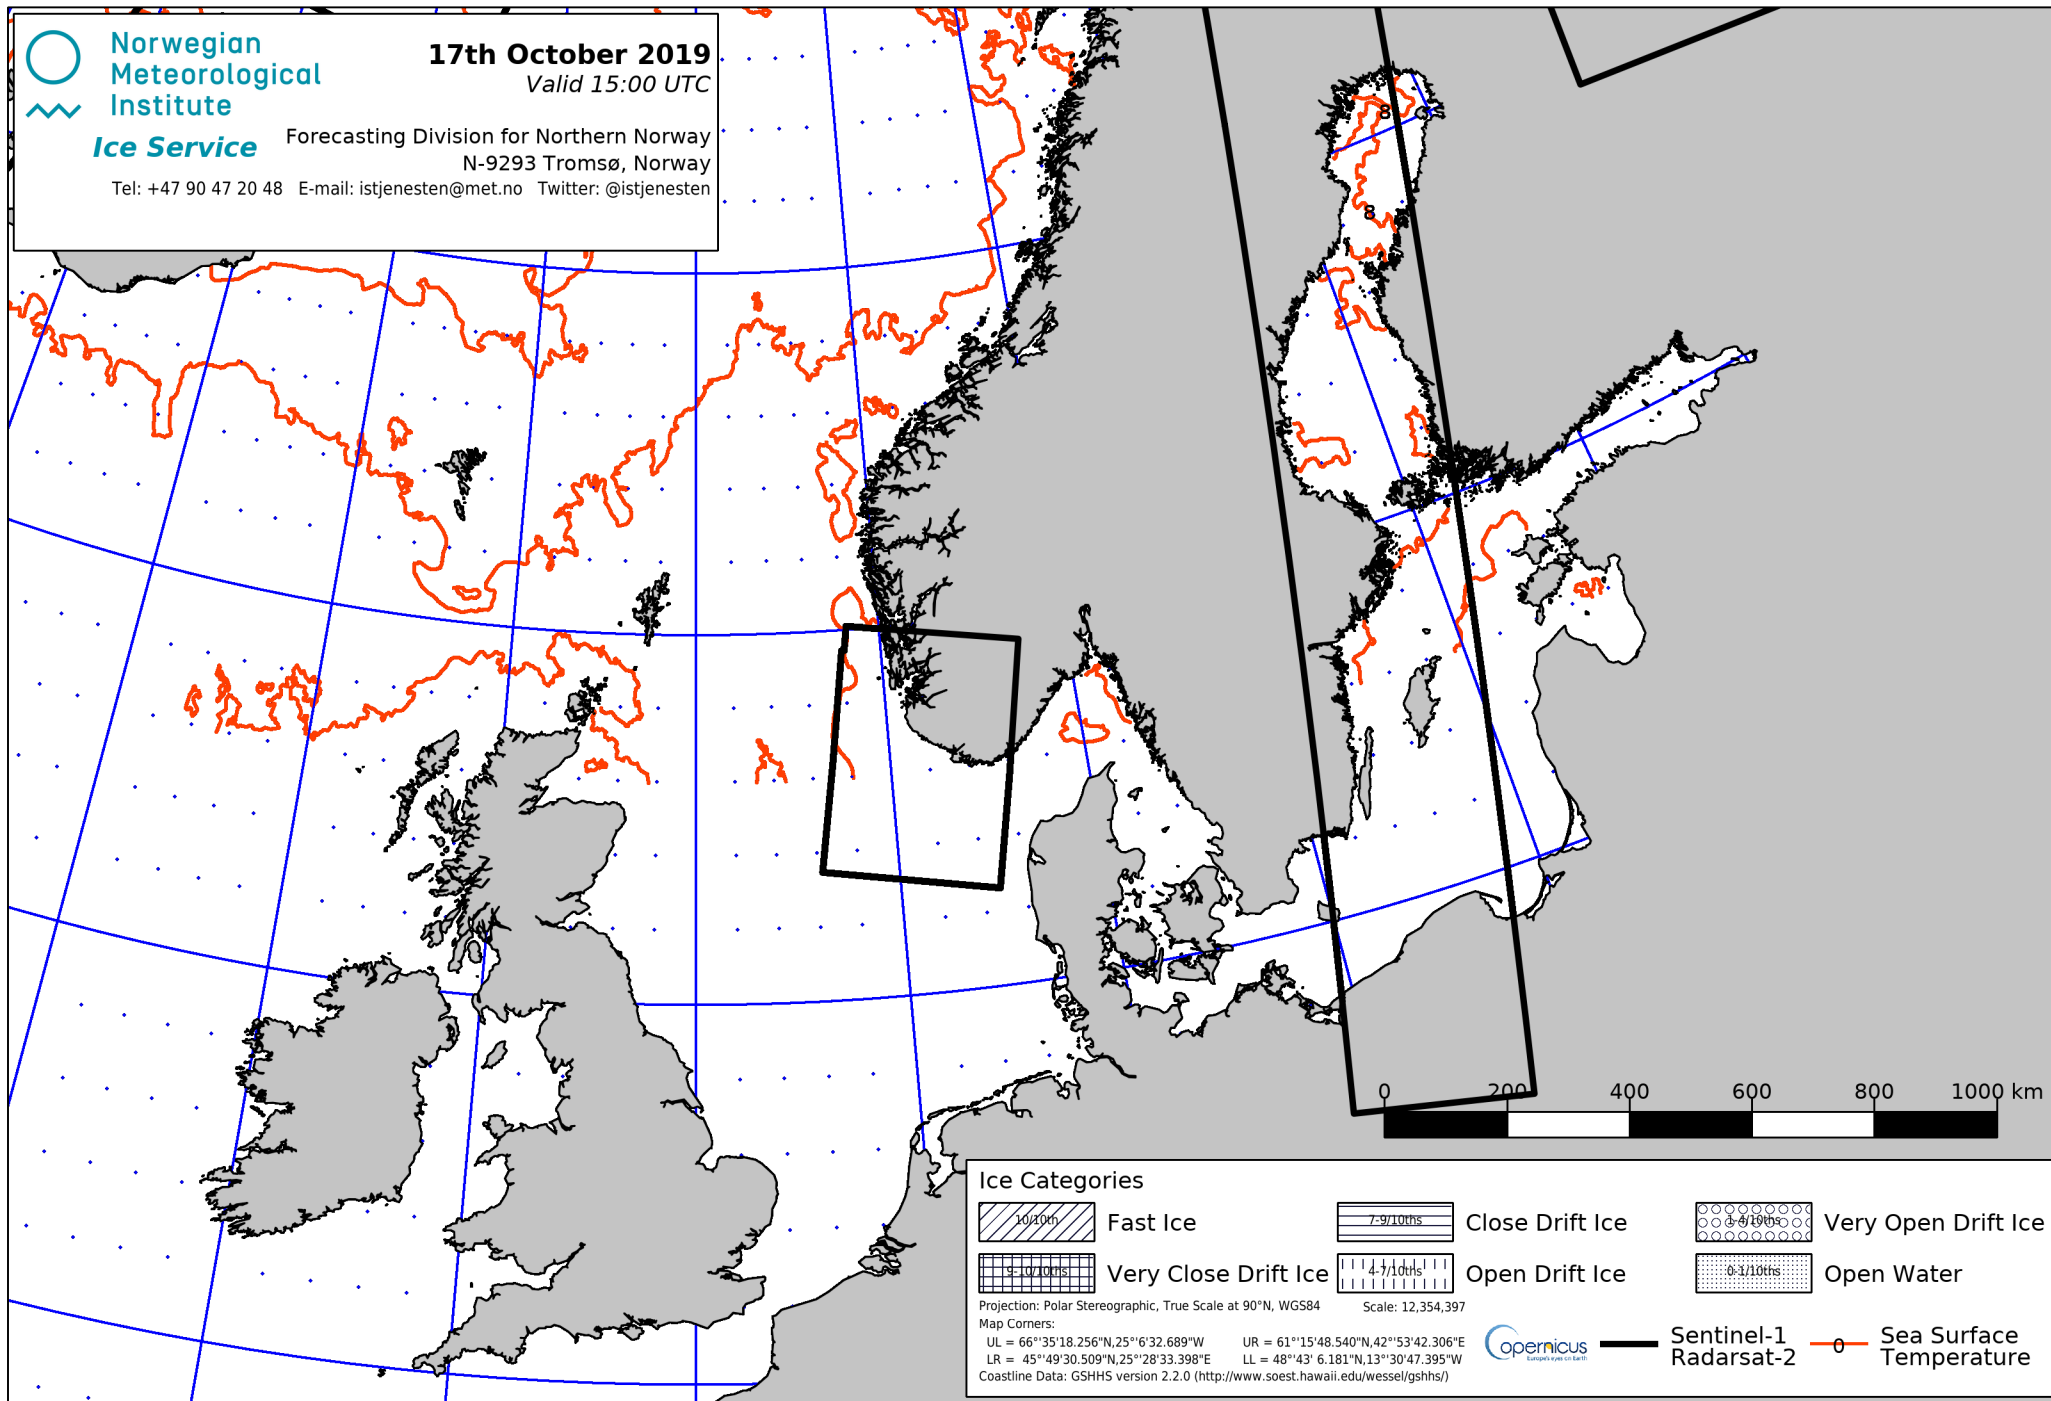 Norwegian
Meteorological
Institute
Ice Service
17th October 2019
Valid 15:00 UTC
Forecasting Division for Northern Norway
N-9293 Tromsø, Norway
Tel: +47 90 47 20 48 E-mail: istjenesten@met.no Twitter: @istjenesten
8
8
0 200 400 600 800 1000 km
Ice Categories
10/10th Fast Ice
7-9/10ths Close Drift Ice
1-4/10ths Very Open Drift Ice
9-10/10ths Very Close Drift Ice
4-7/10ths Open Drift Ice
0-1/10ths Open Water
Projection: Polar Stereographic, True Scale at 90°N, WGS84 Scale: 12,354,397
Map Corners:
UL = 66°'35'18.256"N,25°'6'32.689"W UR = 61°'15'48.540"N,42°'53'42.306"E
LR = 45°'49'30.509"N,25°'28'33.398"E LL = 48°'43' 6.181"N,13°'30'47.395"W
Coastline Data: GSHHS version 2.2.0 (http://www.soest.hawaii.edu/wessel/gshhs/)
opernicus
Europe's eyes on Earth
Sentinel-1
Radarsat-2
0
Sea Surface
Temperature